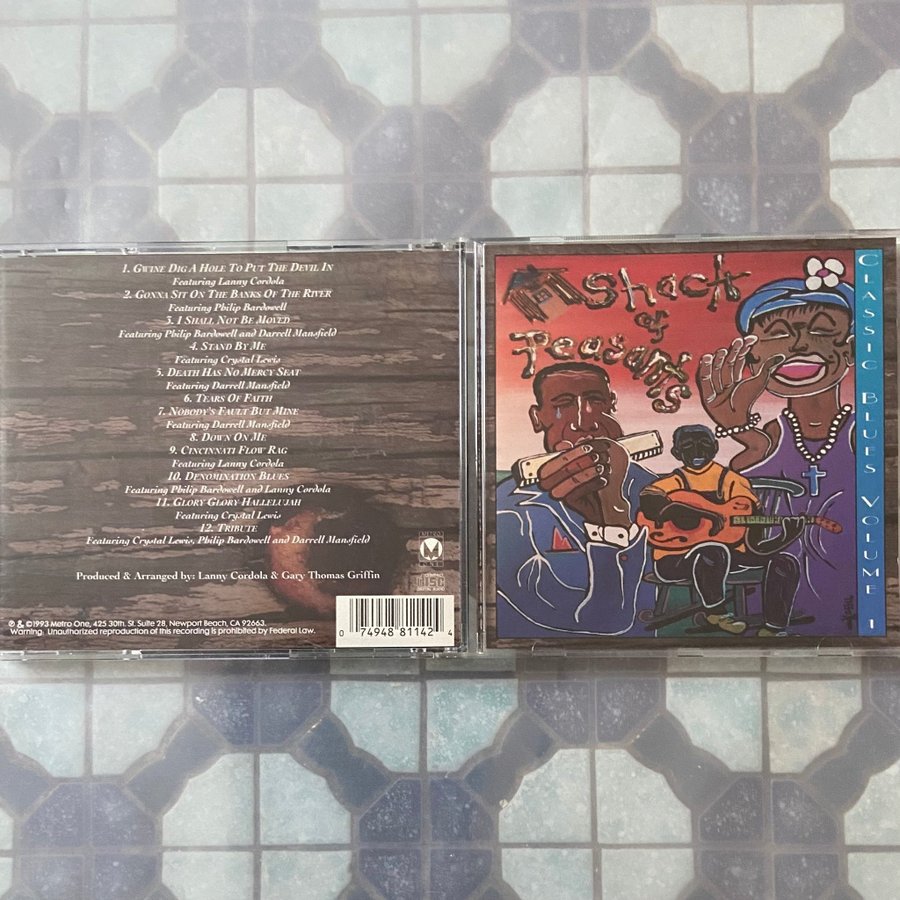 1. Gwine Dig A Hole To Put The Devil In
Featuring Lanny Cordola
2. Gonna Sit On The Banks Of The River
Featuring Philip Bardowell
3. I Shall Not Be Moved
Featuring Philip Bardowell and Darrell Mansfield
4. Stand By Me
Featuring Crystal Lewis
5. Death Has No Mercy Seat
Featuring Darrell Mansfield
6. Tears Of Faith
7. Nobody's Fault But Mine
Featuring Darrell Mansfield
8. Down On Me
9. Cincinnati Flow Rag
Featuring Lanny Cordola
10. Denomination Blues
Featuring Philip Bardowell and Lanny Cordola
11. Glory Glory Hallelujah
Featuring Crystal Lewis
12. Tribute
Featuring Crystal Lewis, Philip Bardowell and Darrell Mansfield
Produced & Arranged by: Lanny Cordola & Gary Thomas Griffin
METRO
M
ONE
COMPACT
disc
DIGITAL AUDIO
℗ & ©1993 Metro One, 425 30th. St. Suite 28, Newport Beach, CA 92663.
Warning. Unauthorized reproduction of this recording is prohibited by Federal Law.
0 74948 81142 4
Shack
of
Peasants
Classic Blues Volume 1